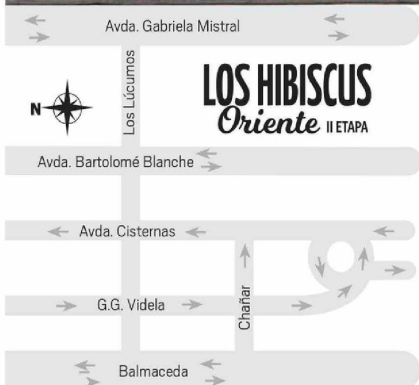 Avda. Gabriela Mistral
Los Lúcumos
LOS HIBISCUS
Oriente II ETAPA
N
Avda. Bartolomé Blanche
Avda. Cisternas
G.G. Videla
Chañar
Balmaceda